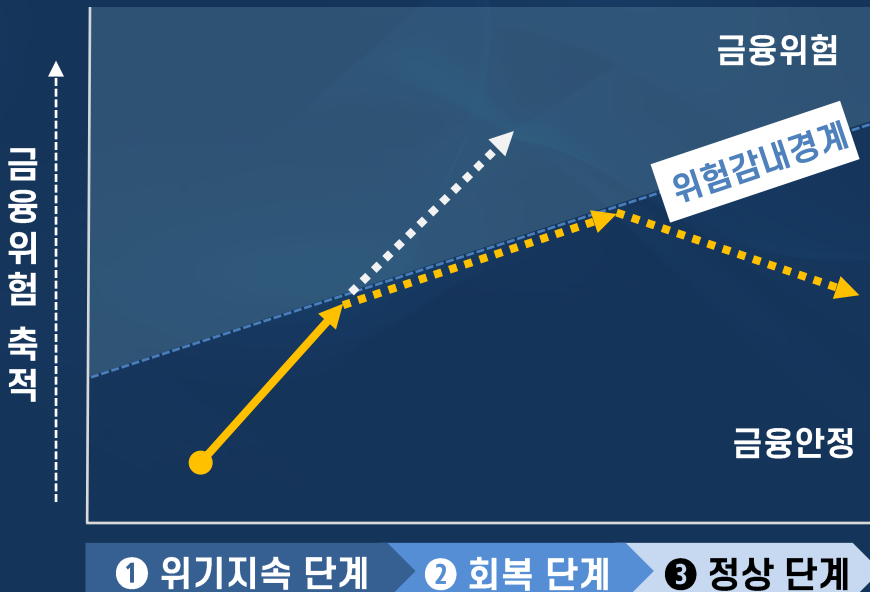 금융위험
위험감내경계
금융위험 축적
금융안정
❶ 위기지속 단계
❷ 회복 단계
❸ 정상 단계